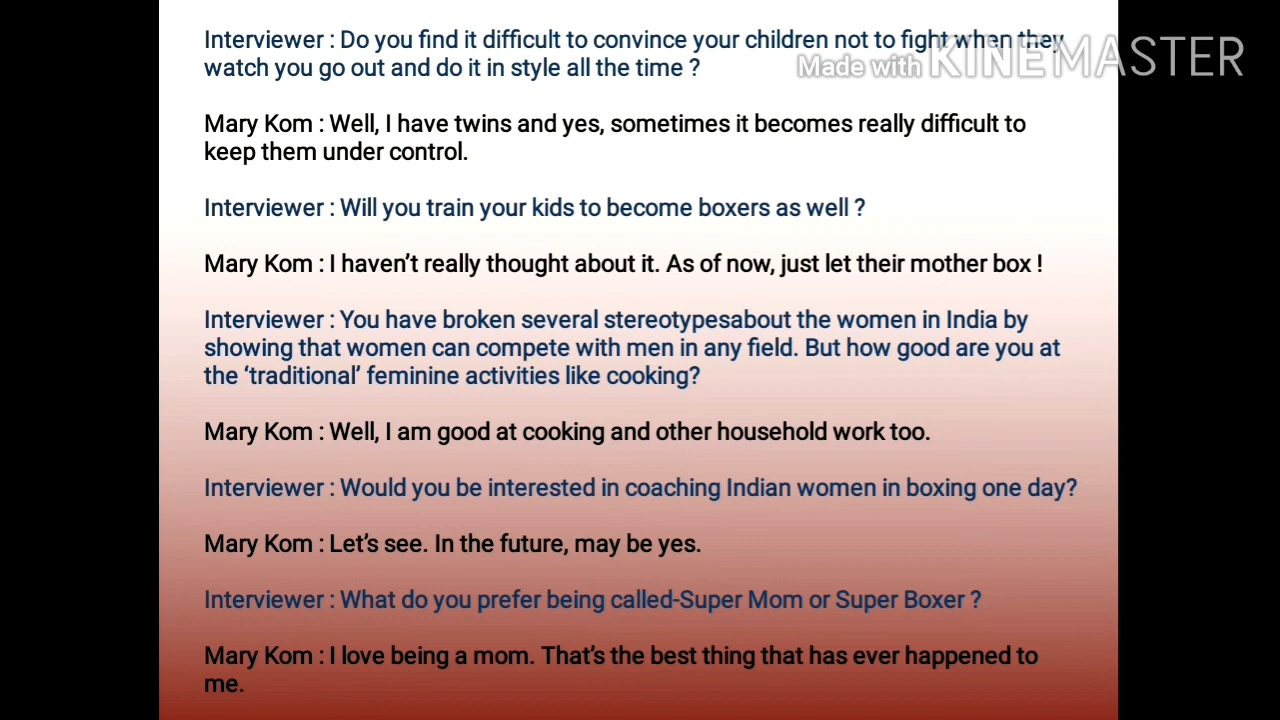 Interviewer : Do you find it difficult to convince your children not to fight when they
watch you go out and do it in style all the time ?
Made with KINEMASTER
Mary Kom : Well, I have twins and yes, sometimes it becomes really difficult to
keep them under control.
Interviewer : Will you train your kids to become boxers as well ?
Mary Kom : I haven’t really thought about it. As of now, just let their mother box !
Interviewer : You have broken several stereotypesabout the women in India by
showing that women can compete with men in any field. But how good are you at
the ‘traditional’ feminine activities like cooking?
Mary Kom : Well, I am good at cooking and other household work too.
Interviewer : Would you be interested in coaching Indian women in boxing one day?
Mary Kom : Let’s see. In the future, may be yes.
Interviewer : What do you prefer being called-Super Mom or Super Boxer ?
Mary Kom : I love being a mom. That’s the best thing that has ever happened to
me.